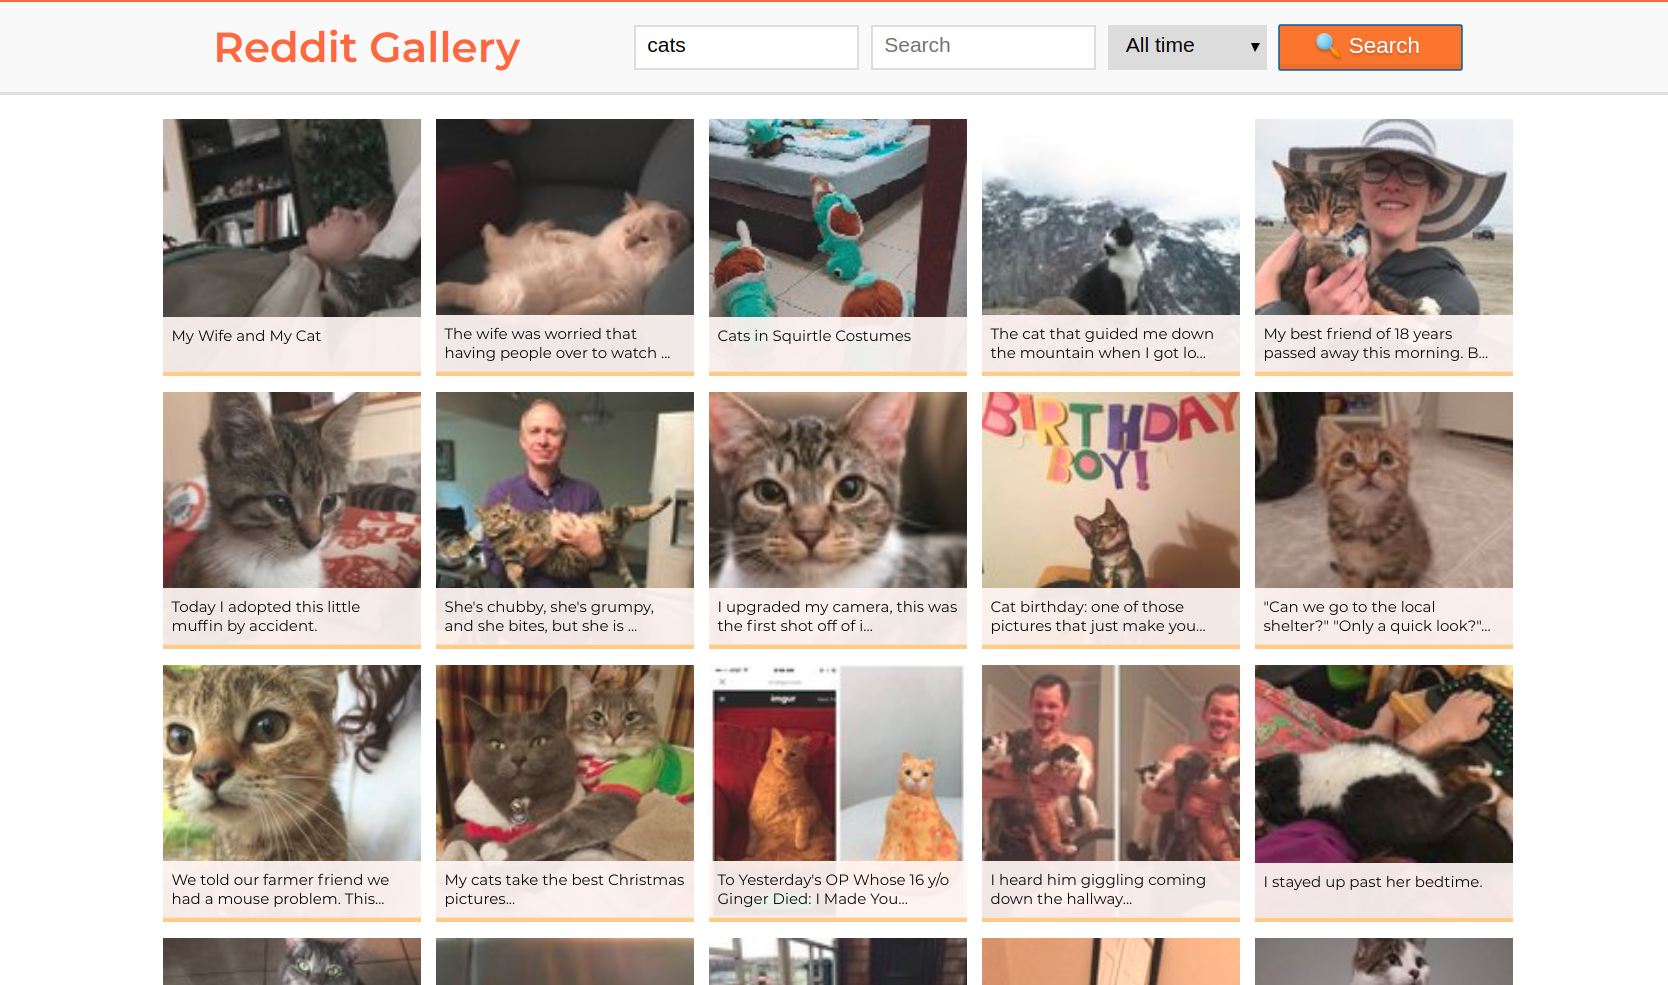 Reddit Gallery
cats
Search
All time
Search
My Wife and My Cat
The wife was worried that
having people over to watch ...
Cats in Squirtle Costumes
The cat that guided me down
the mountain when I got lo...
My best friend of 18 years
passed away this morning. B...
BIRTHDAY
BOY!
Today I adopted this little
muffin by accident.
She's chubby, she's grumpy,
and she bites, but she is ...
I upgraded my camera, this was
the first shot off of i...
Cat birthday: one of those
pictures that just make you...
"Can we go to the local
shelter?" "Only a quick look?"...
imgur
We told our farmer friend we
had a mouse problem. This...
My cats take the best Christmas
pictures...
To Yesterday's OP Whose 16 y/o
Ginger Died: I Made You...
I heard him giggling coming
down the hallway...
I stayed up past her bedtime.